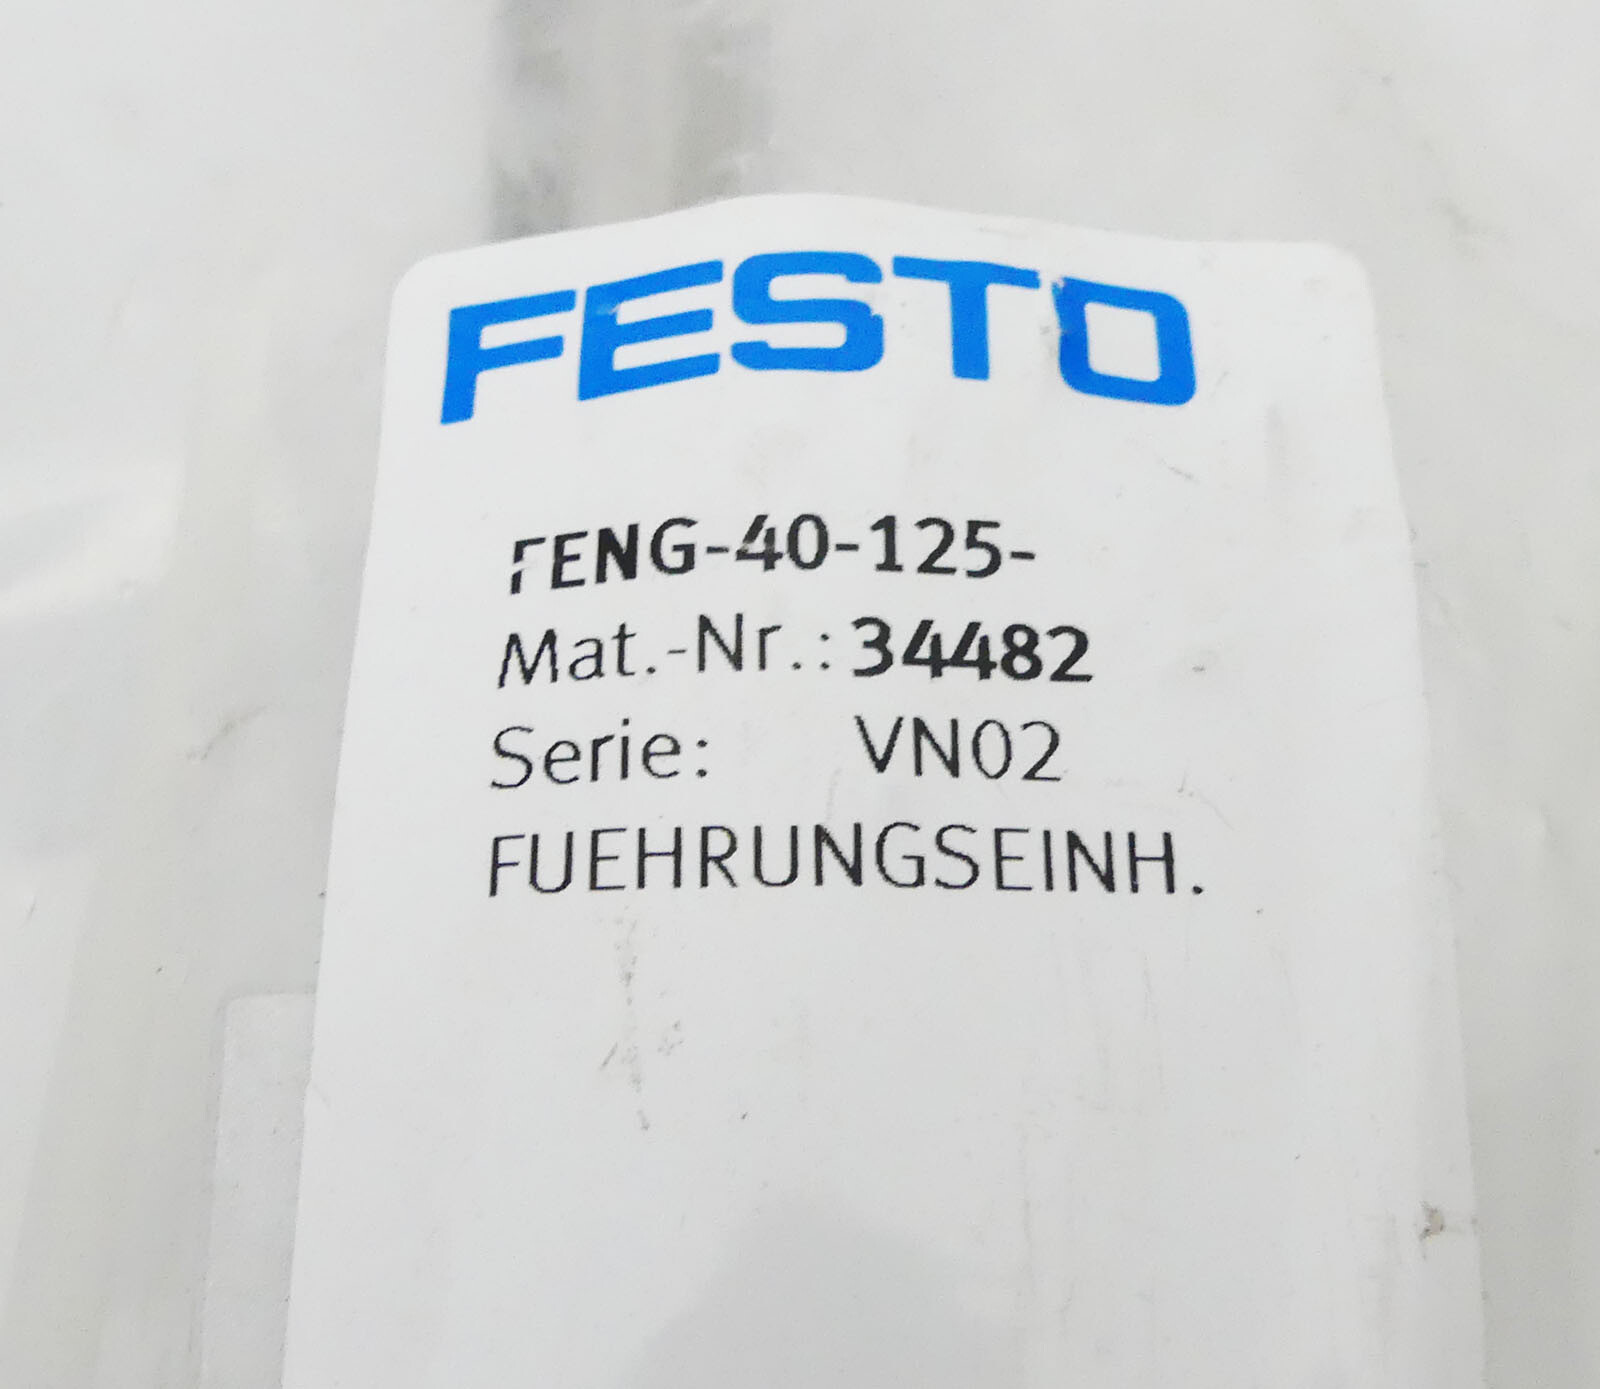 FESTO
FENG-40-125-
Mat.-Nr.: 34482
Serie: VN02
FUEHRUNGSEINH.